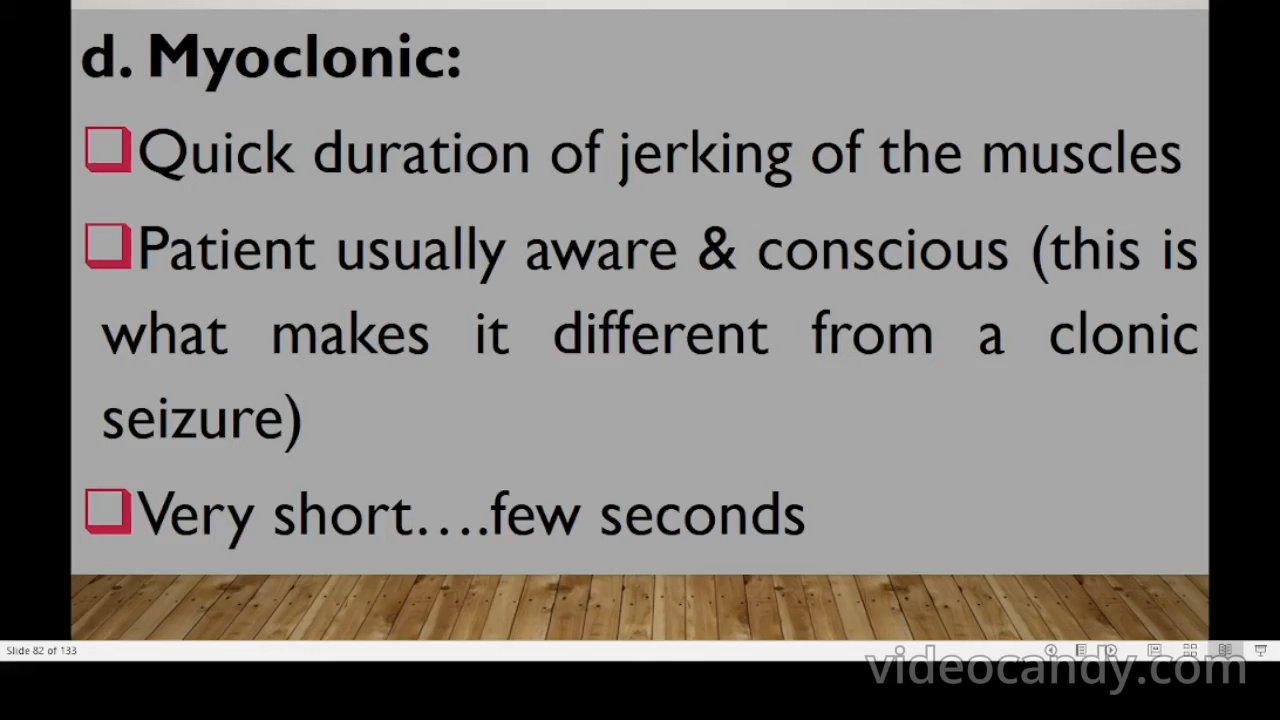 d. Myoclonic:
Quick duration of jerking of the muscles
Patient usually aware & conscious (this is
what makes it different from a clonic
seizure)
Very short….few seconds
Slide 82 of 133
videocandy.com